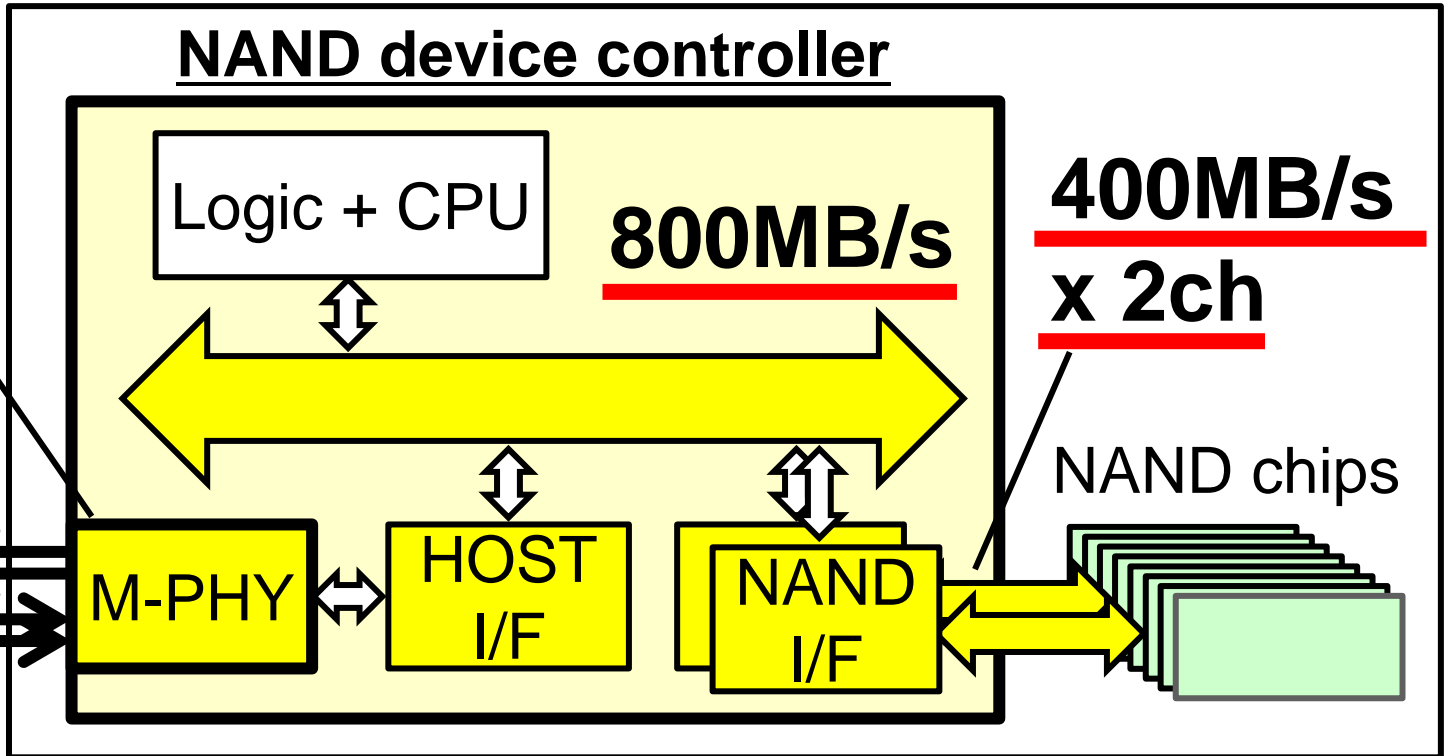 NAND device controller
Logic + CPU
800MB/s
400MB/s
x 2ch
NAND chips
M-PHY
HOST
I/F
NAND
I/F